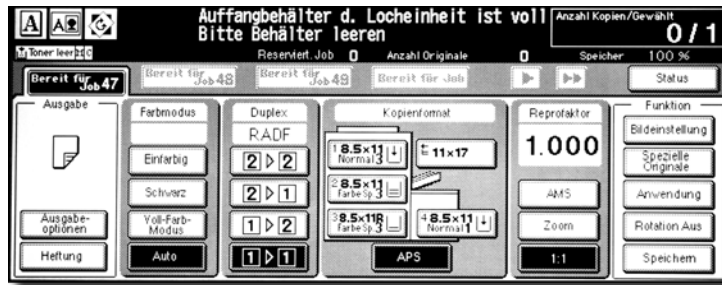 Auffangbehälter d. Locheinheit ist voll
Bitte Behälter leeren
Anzahl Kopien/Gewählt
0 / 1
Toner leer
Reserviert. Job 0 Anzahl Originale 0 Speicher 100 %
Bereit für Job 47
Bereit für Job 48
Bereit für Job 49
Bereit für Job
Status
Ausgabe
Ausgabe-
optionen
Heftung
Farbmodus
Einfarbig
Schwarz
Voll-Farb-
Modus
Auto
Duplex
RADF
2 ▷ 2
2 ▷ 1
1 ▷ 2
1 ▷ 1
Kopienformat
1 8.5×11
Normal 3
11×17
2 8.5×11
Farbe Sp 3
3 8.5×11R
Farbe Sp 3
4 8.5×11
Normal 1
APS
Reprofaktor
1.000
AMS
Zoom
1:1
Funktion
Bildeinstellung
Spezielle
Originale
Anwendung
Rotation Aus
Speichern